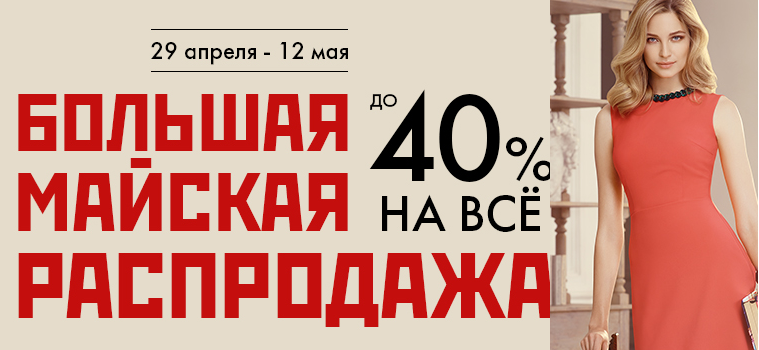 29 апреля - 12 мая
БОЛЬШАЯ
МАЙСКАЯ
РАСПРОДАЖА
ДО
40%
НА ВСЁ